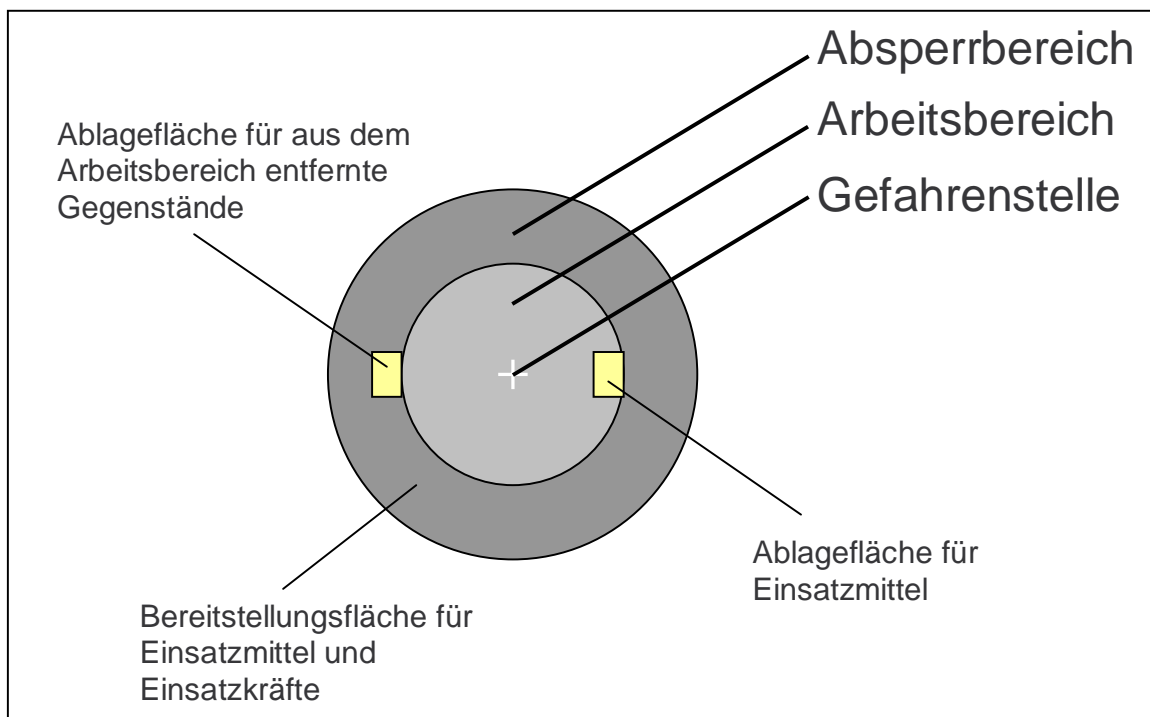 Absperrbereich
Arbeitsbereich
Gefahrenstelle
Ablagefläche für aus dem
Arbeitsbereich entfernte
Gegenstände
Ablagefläche für
Einsatzmittel
Bereitstellungsfläche für
Einsatzmittel und
Einsatzkräfte